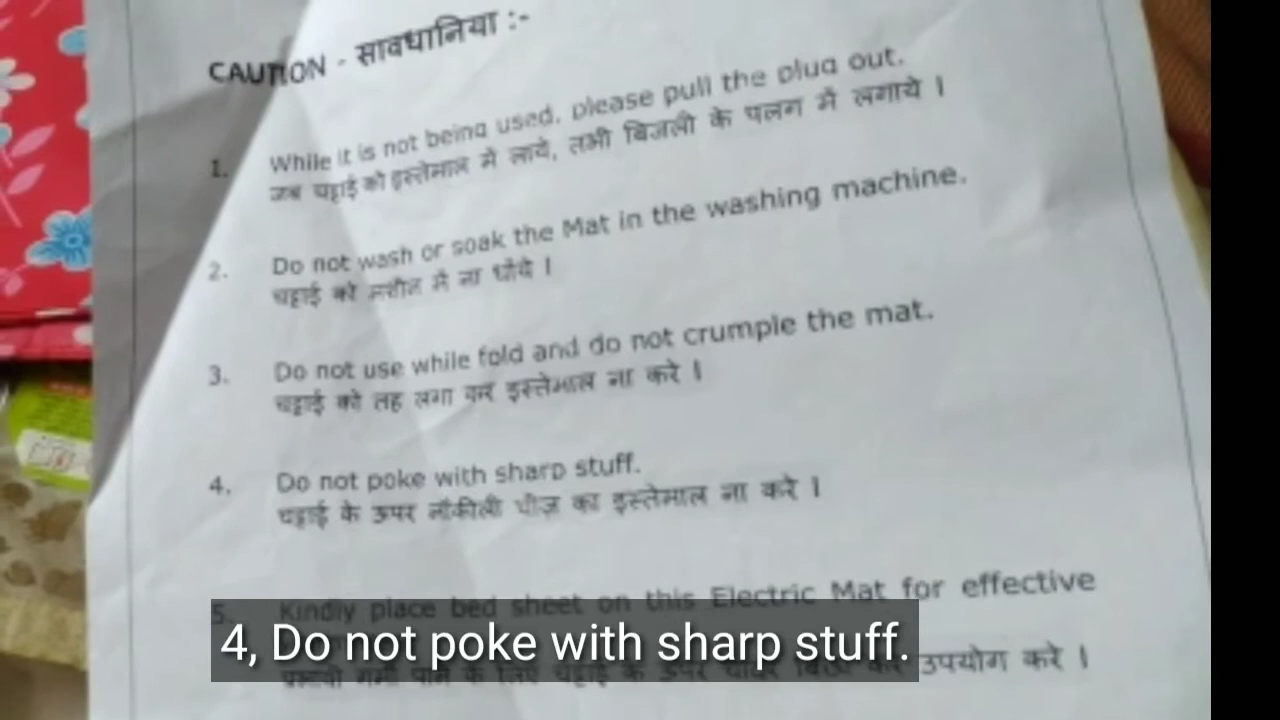 CAUTION - सावधानिया :-
1. While it is not being used, please pull the plug out.
जब चट्टाई को इस्तेमाल मे लाये, तभी बिजली के पलग मै लगाये ।
2. Do not wash or soak the Mat in the washing machine.
चट्टाई को मशीन मै ना धोये ।
3. Do not use while fold and do not crumple the mat.
चट्टाई को तह लगा कर इस्तेमाल ना करे ।
4. Do not poke with sharp stuff.
चट्टाई के ऊपर नौकीली चीज़ का इस्तेमाल ना करे ।
5. Kindly place bed sheet on this Electric Mat for effective
4, Do not poke with sharp stuff.
उपयोग करे ।